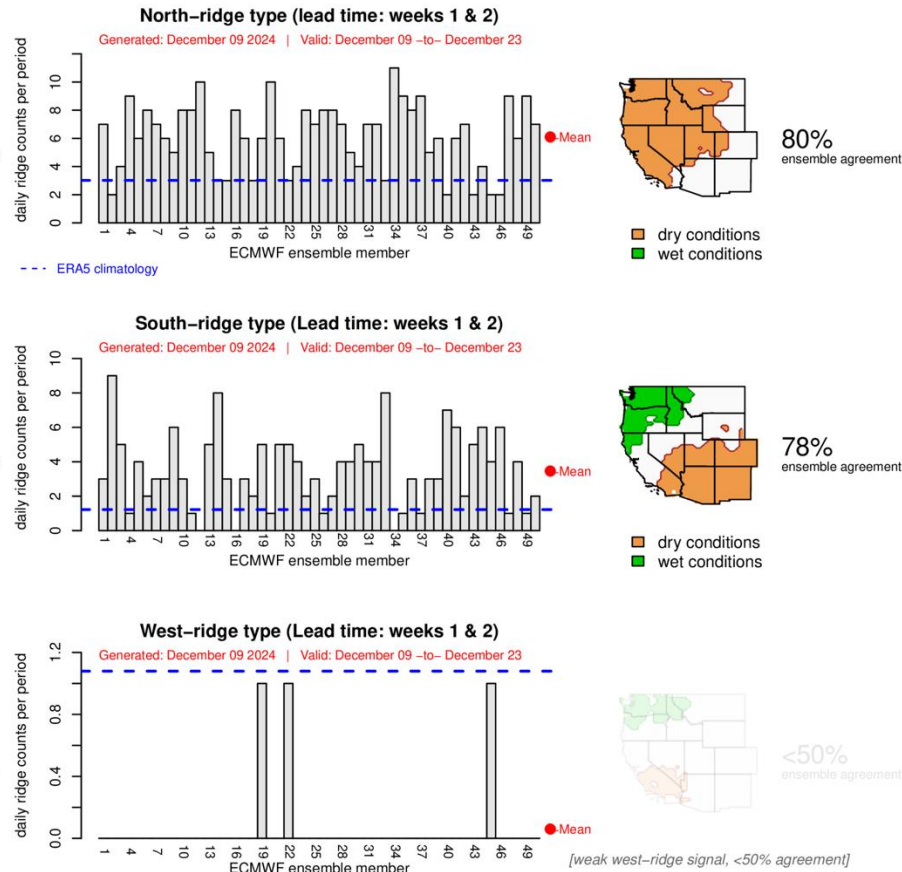 North-ridge type (lead time: weeks 1 & 2)
Generated: December 09 2024 | Valid: December 09 -to- December 23
daily ridge counts per period
10
8
6
4
2
0
1 4 7 10 13 16 19 22 25 28 31 34 37 40 43 46 49
ECMWF ensemble member
Mean
ERA5 climatology
80%
ensemble agreement
dry conditions
wet conditions
South-ridge type (Lead time: weeks 1 & 2)
Generated: December 09 2024 | Valid: December 09 -to- December 23
daily ridge counts per period
10
8
6
4
2
0
1 4 7 10 13 16 19 22 25 28 31 34 37 40 43 46 49
ECMWF ensemble member
Mean
78%
ensemble agreement
dry conditions
wet conditions
West-ridge type (Lead time: weeks 1 & 2)
Generated: December 09 2024 | Valid: December 09 -to- December 23
daily ridge counts per period
1.2
0.8
0.4
0.0
1 4 7 10 13 16 19 22 25 28 31 34 37 40 43 46 49
ECMWF ensemble member
Mean
<50%
ensemble agreement
[weak west-ridge signal, <50% agreement]